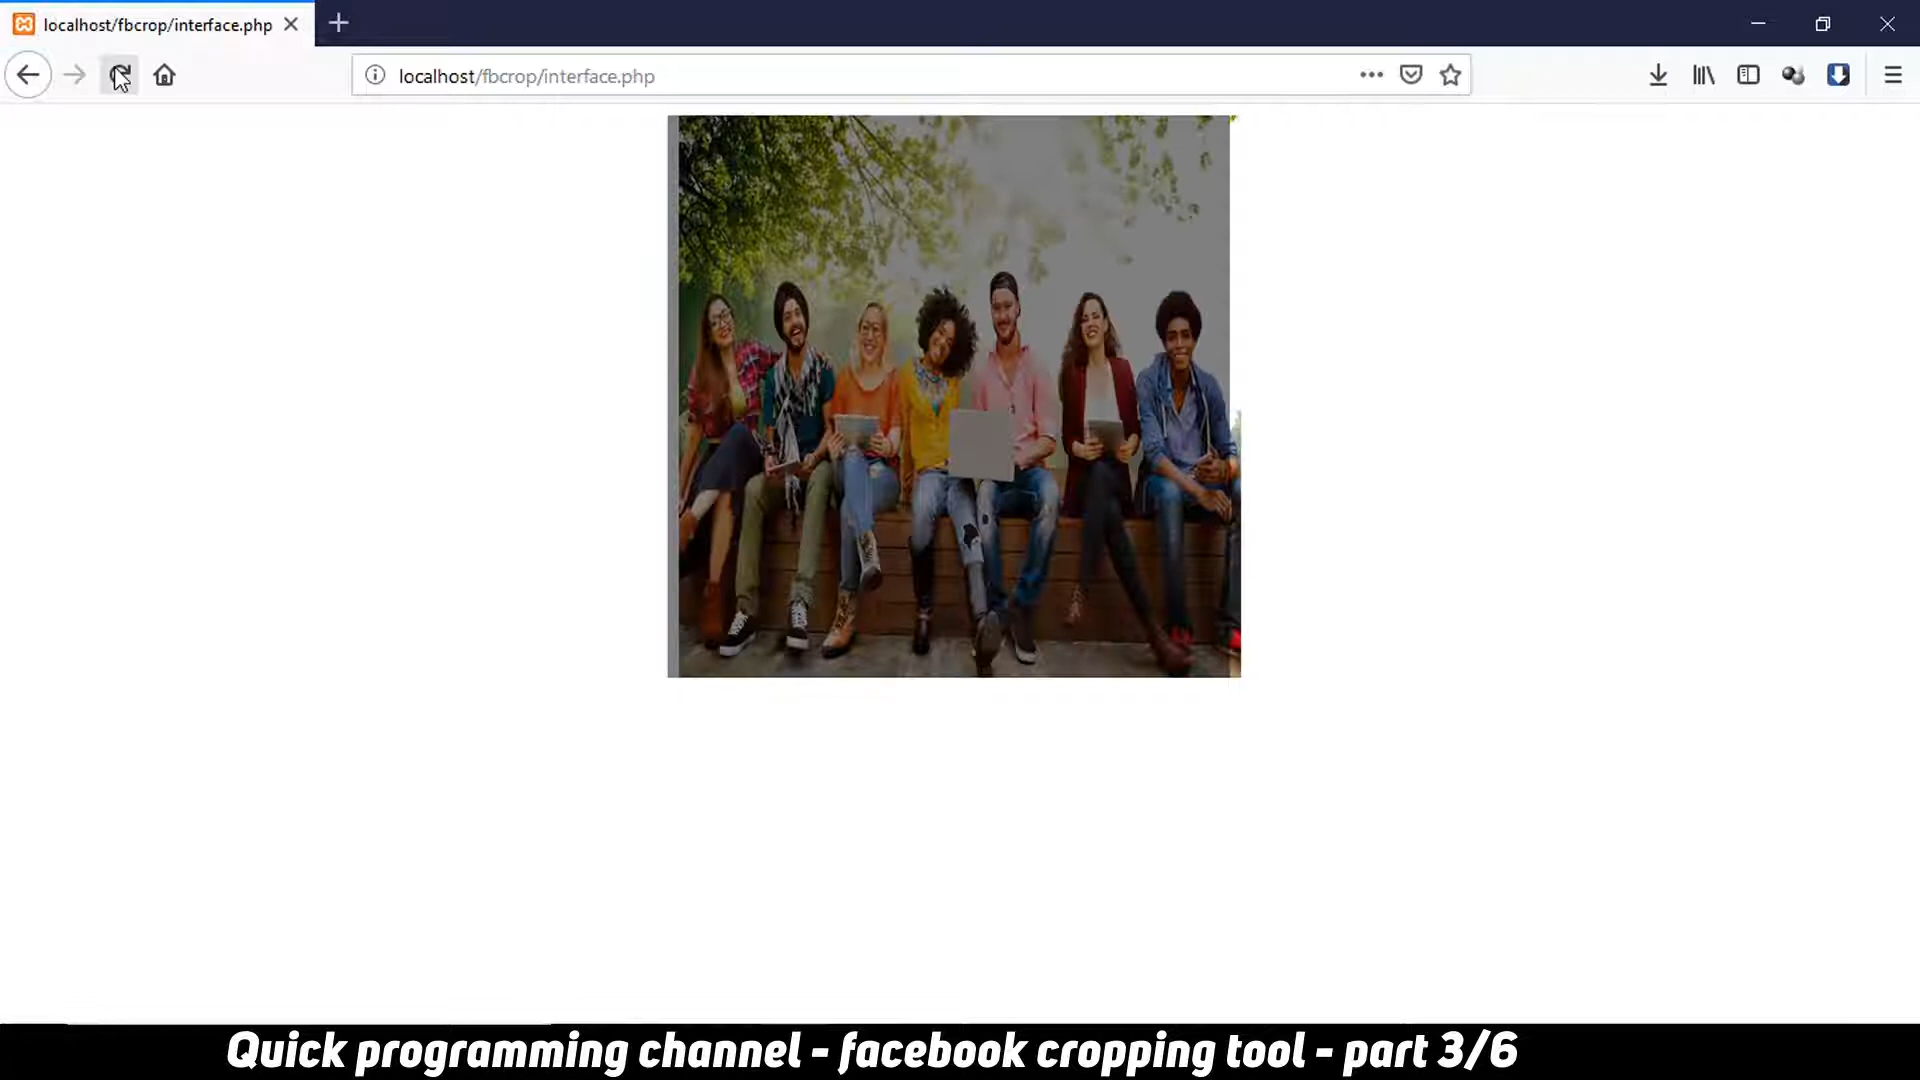 localhost/fbcrop/interface.php
localhost/fbcrop/interface.php
Quick programming channel - facebook cropping tool - part 3/6